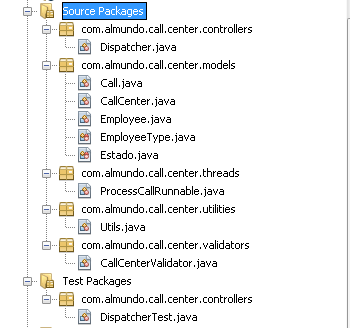 Source Packages
com.almundo.call.center.controllers
Dispatcher.java
com.almundo.call.center.models
Call.java
CallCenter.java
Employee.java
EmployeeType.java
Estado.java
com.almundo.call.center.threads
ProcessCallRunnable.java
com.almundo.call.center.utilities
Utils.java
com.almundo.call.center.validators
CallCenterValidator.java
Test Packages
com.almundo.call.center.controllers
DispatcherTest.java